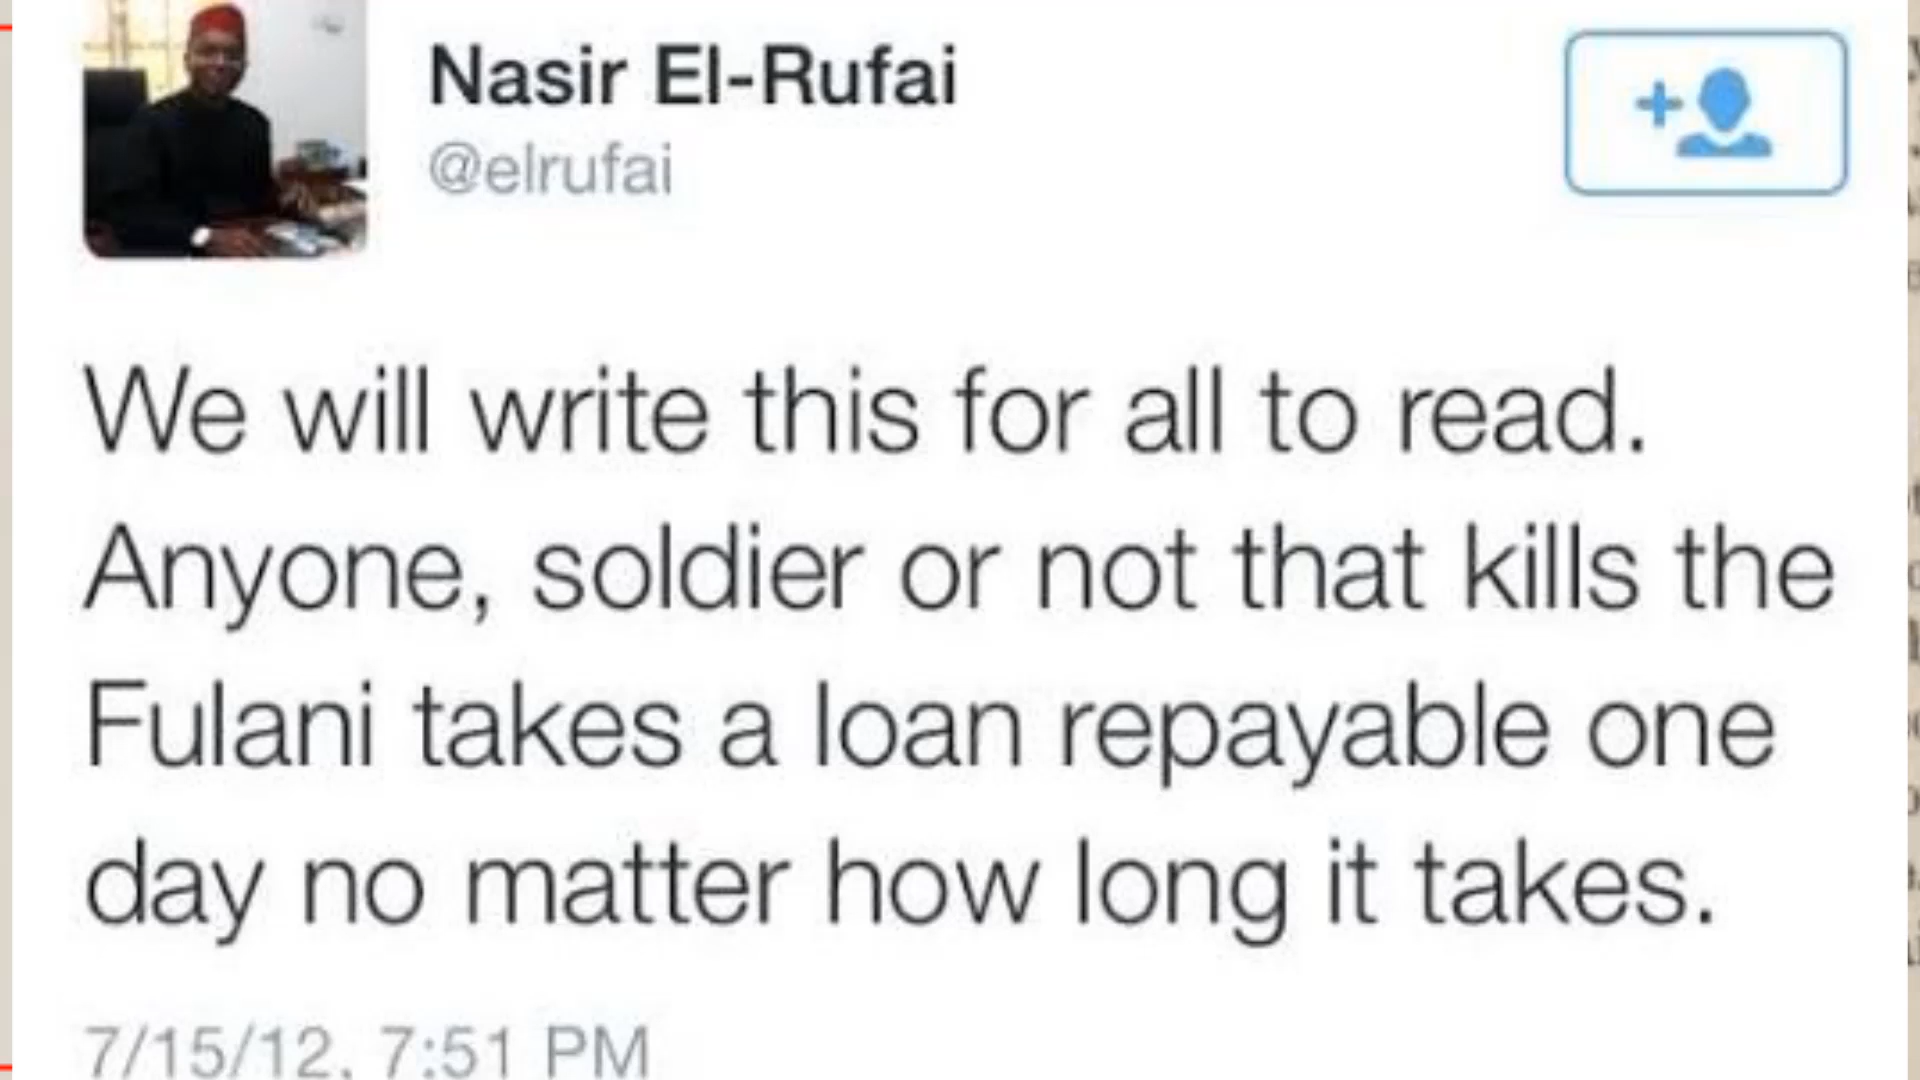 Nasir El-Rufai
@elrufai
We will write this for all to read.
Anyone, soldier or not that kills the
Fulani takes a loan repayable one
day no matter how long it takes.
7/15/12, 7:51 PM